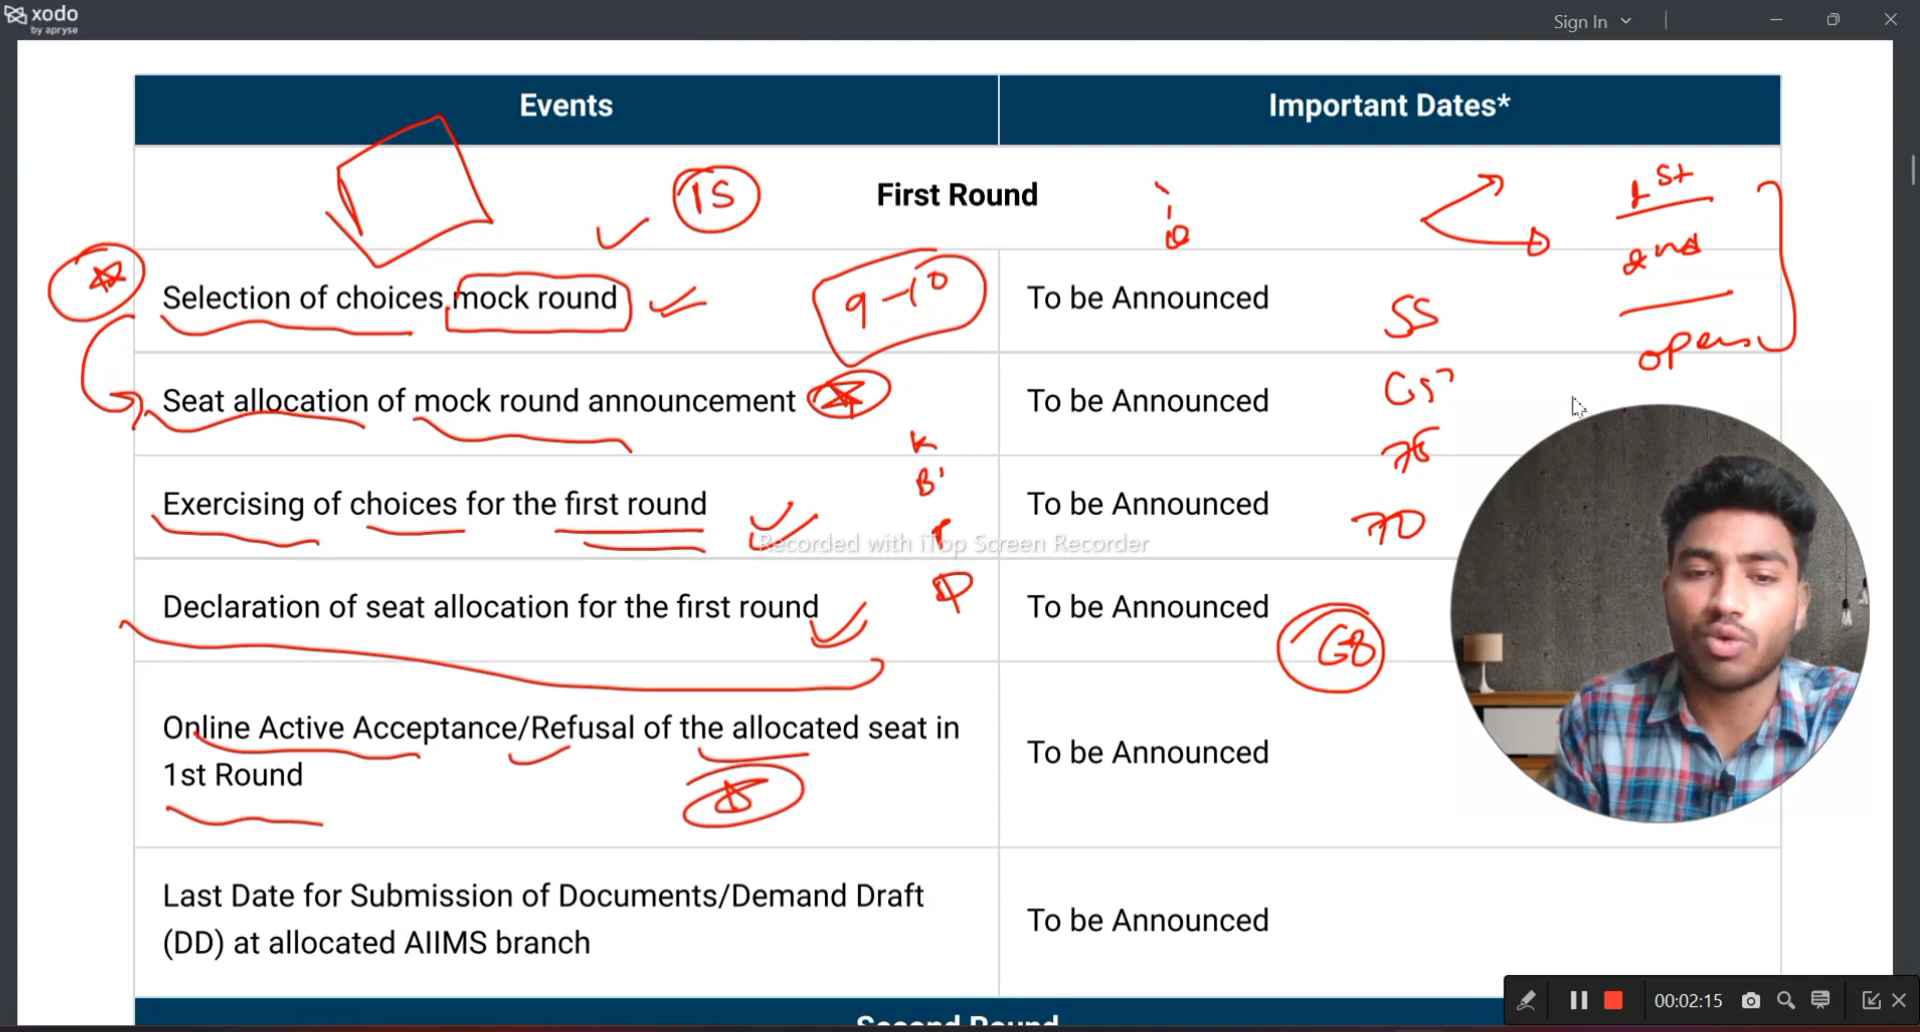 xodo
by apryse
Sign In
Events
Important Dates*
1st
15
First Round
2nd
9-10
Selection of choices mock round
To be Announced
SS
open
Seat allocation of mock round announcement
To be Announced
K
B
Exercising of choices for the first round
To be Announced
70
Recorded with iTop Screen Recorder
Declaration of seat allocation for the first round
To be Announced
68
Online Active Acceptance/Refusal of the allocated seat in
1st Round
To be Announced
Last Date for Submission of Documents/Demand Draft
(DD) at allocated AIIMS branch
To be Announced
00:02:15
Second Round